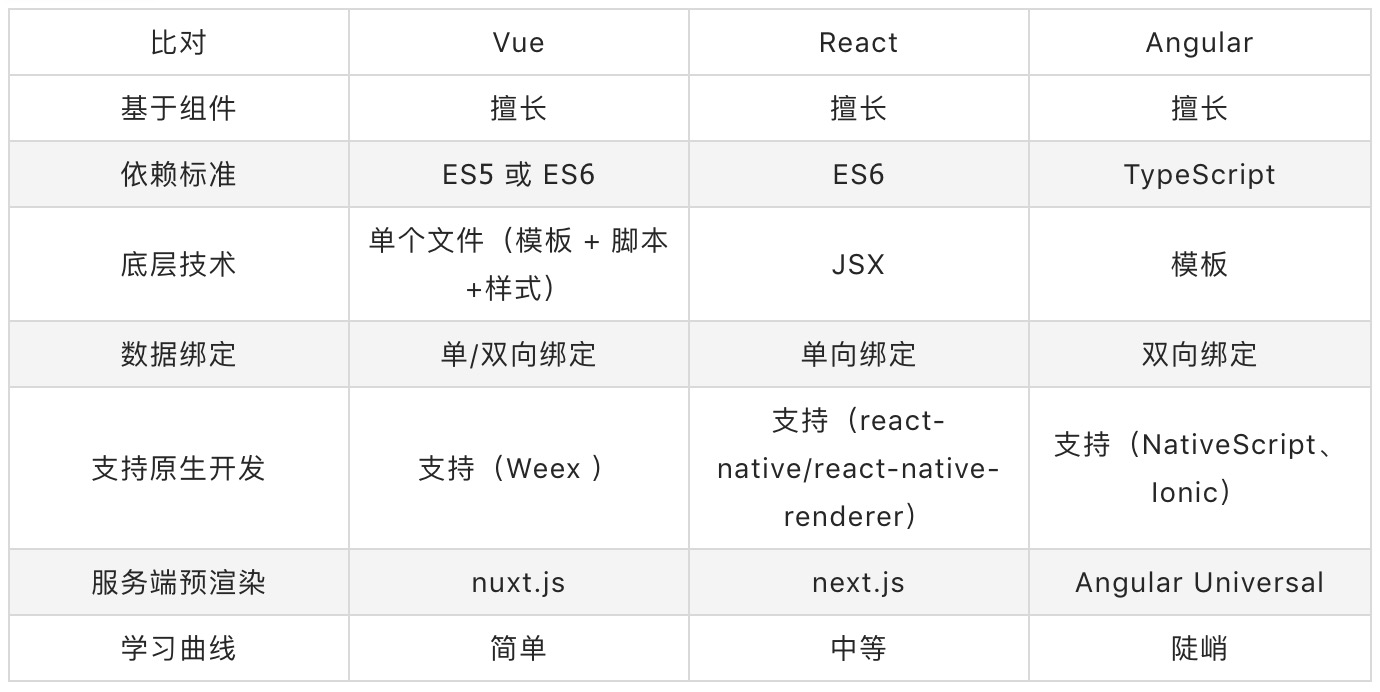 比对 Vue React Angular
基于组件 擅长 擅长 擅长
依赖标准 ES5 或 ES6 ES6 TypeScript
底层技术 单个文件（模板 + 脚本
+样式） JSX 模板
数据绑定 单/双向绑定 单向绑定 双向绑定
支持原生开发 支持（Weex ） 支持（react-
native/react-native-
renderer） 支持（NativeScript、
Ionic）
服务端预渲染 nuxt.js next.js Angular Universal
学习曲线 简单 中等 陡峭